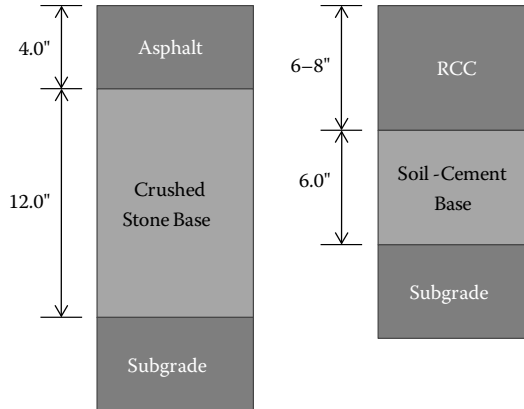 4.0"
Asphalt
12.0"
Crushed
Stone Base
Subgrade
6–8"
RCC
6.0"
Soil -Cement
Base
Subgrade